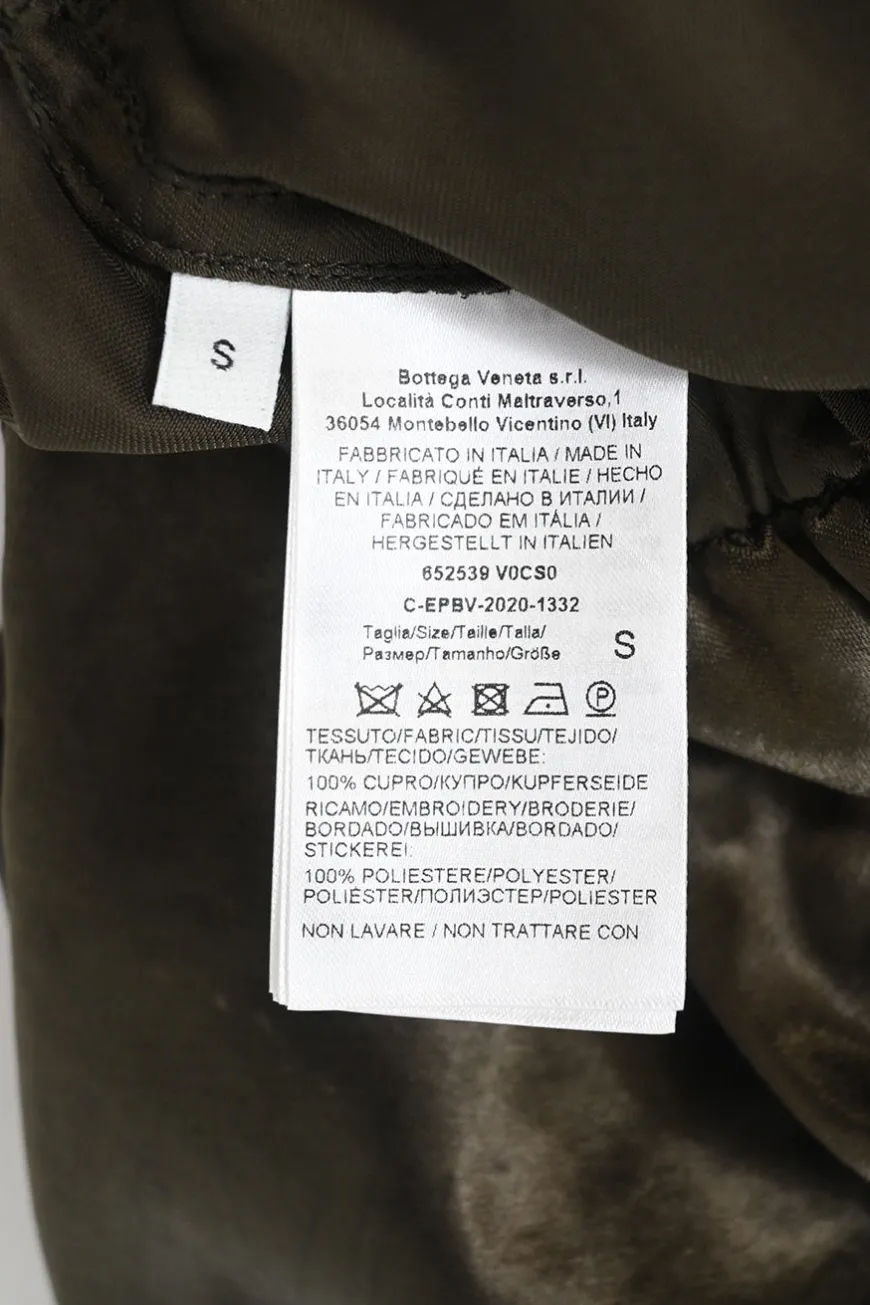 S
Bottega Veneta s.r.l.
Località Conti Maltraverso,1
36054 Montebello Vicentino (VI) Italy
FABBRICATO IN ITALIA / MADE IN
ITALY / FABRIQUÉ EN ITALIE / HECHO
EN ITALIA / СДЕЛАНО В ИТАЛИИ /
FABRICADO EM ITÁLIA /
HERGESTELLT IN ITALIEN
652539 V0CS0
C-EPBV-2020-1332
Taglia/Size/Taille/Talla/
Размер/Tamanho/Größe S
P
TESSUTO/FABRIC/TISSU/TEJIDO/
ТКАНЬ/TECIDO/GEWEBE:
100% CUPRO/КУПРО/KUPFERSEIDE
RICAMO/EMBROIDERY/BRODERIE/
BORDADO/ВЫШИВКА/BORDADO/
STICKEREI:
100% POLIESTERE/POLYESTER/
POLIÉSTER/ПОЛИЭСТЕР/POLIESTER
NON LAVARE / NON TRATTARE CON